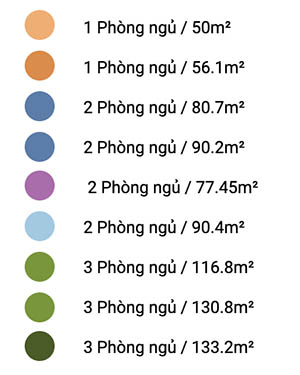 1 Phòng ngủ / 50m²
1 Phòng ngủ / 56.1m²
2 Phòng ngủ / 80.7m²
2 Phòng ngủ / 90.2m²
2 Phòng ngủ / 77.45m²
2 Phòng ngủ / 90.4m²
3 Phòng ngủ / 116.8m²
3 Phòng ngủ / 130.8m²
3 Phòng ngủ / 133.2m²